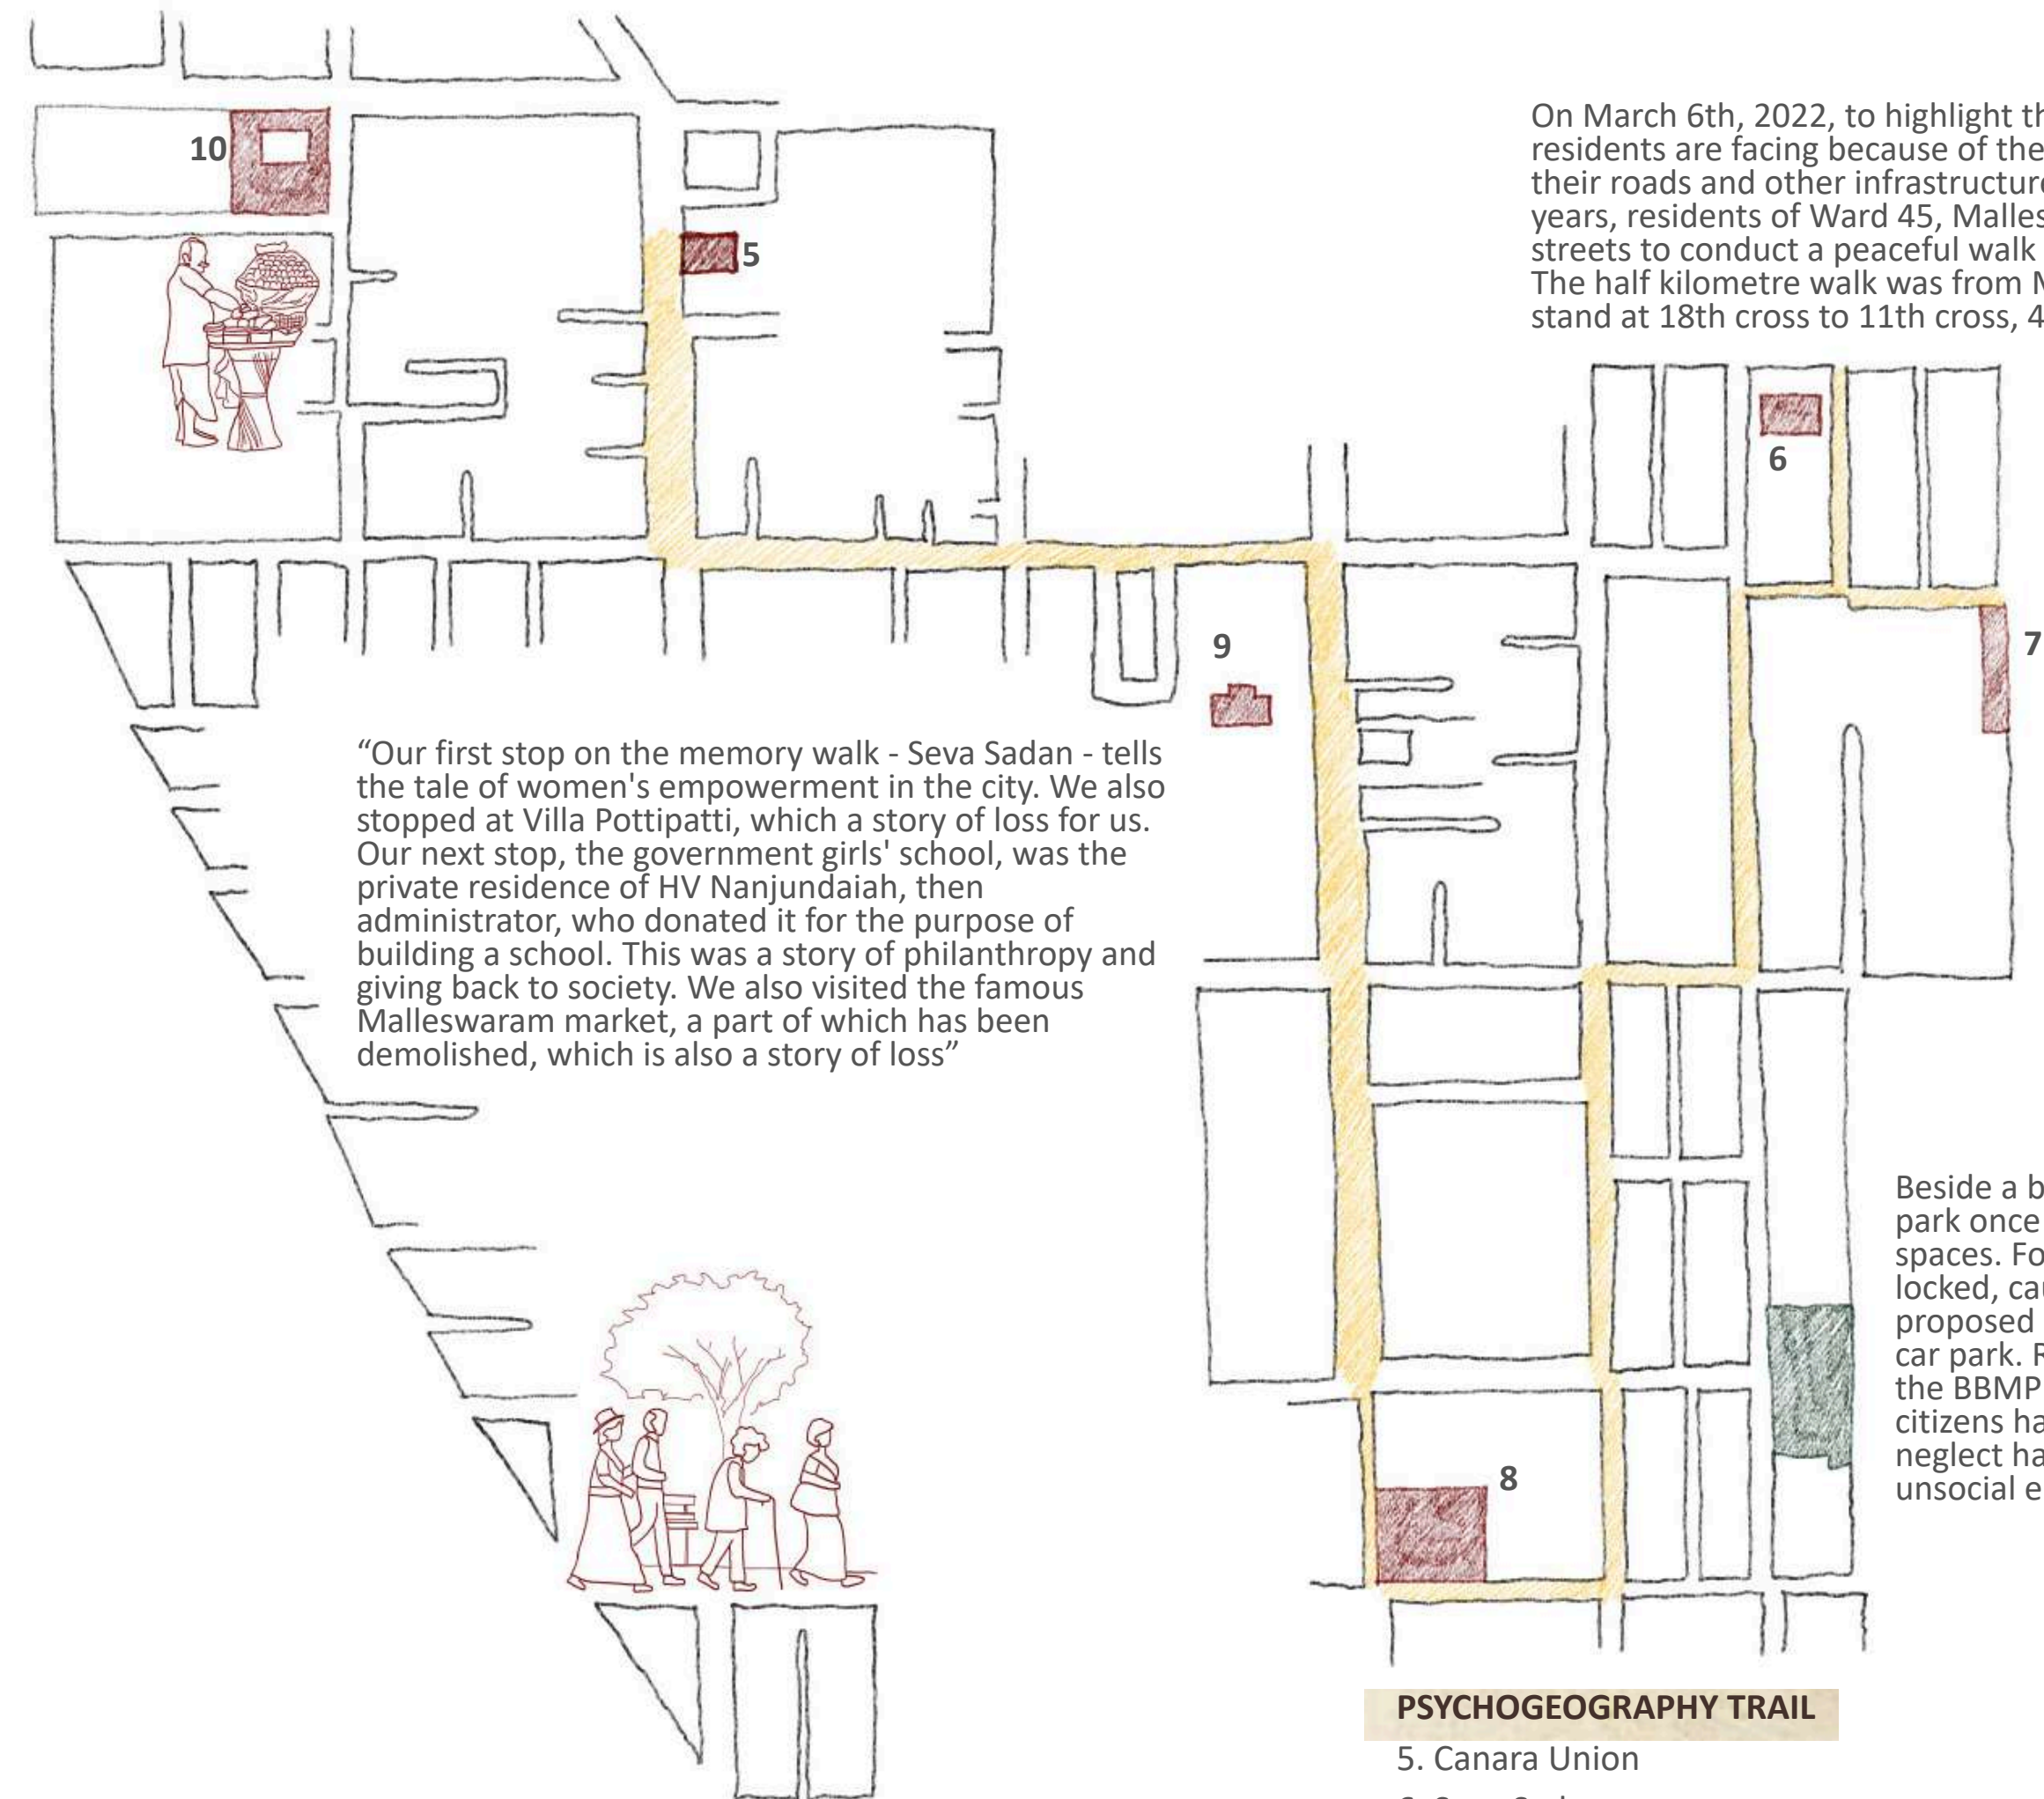 On March 6th, 2022, to highlight
residents are facing because of the
their roads and other infrastructure
years, residents of Ward 45,
streets to conduct a peaceful walk
The half kilometre walk was from
stand at 18th cross to 11th cross,
10
5
6
7
9
“Our first stop on the memory walk - Seva Sadan - tells
the tale of women's empowerment in the city. We also
stopped at Villa Pottipatti, which a story of loss for us.
Our next stop, the government girls' school, was the
private residence of HV Nanjundaiah, then
administrator, who donated it for the purpose of
building a school. This was a story of philanthropy and
giving back to society. We also visited the famous
Malleswaram market, a part of which has been
demolished, which is also a story of loss”
Beside a
park once
spaces.
locked,
proposed
car park.
the BBMP
citizens
neglect
unsocial
8
PSYCHOGEOGRAPHY TRAIL
5. Canara Union